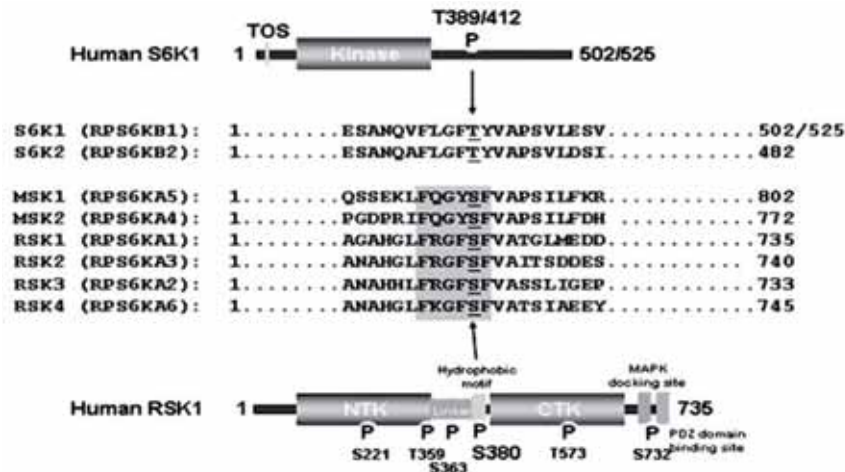 T389/412
TOS P
Human S6K1 1 Kinase 502/525
S6K1 (RPS6KB1): 1........ESANQVFLGFTYVAPSVLESV............502/525
S6K2 (RPS6KB2): 1........ESANQAFLGFTYVAPSVLDSI............482
MSK1 (RPS6KA5): 1........QSSEKLFQGYSFVAPSILFKR............802
MSK2 (RPS6KA4): 1........PGDPRIFQGYSFVAPSILFDH............772
RSK1 (RPS6KA1): 1........AGAHGLFRGFSFVATGLMEDD............735
RSK2 (RPS6KA3): 1........ANAHGLFRGFSFVAITSDDES............740
RSK3 (RPS6KA2): 1........ANAHHLFRGFSFVASSLIGEP............733
RSK4 (RPS6KA6): 1........ANAHGLFKGFSFVATSIAEEY............745
Hydrophobic motif MAPK docking site
Human RSK1 1 NTK Linker CTK 735
P P P P P P PDZ domain binding site
S221 T359 S363 S380 T573 S732